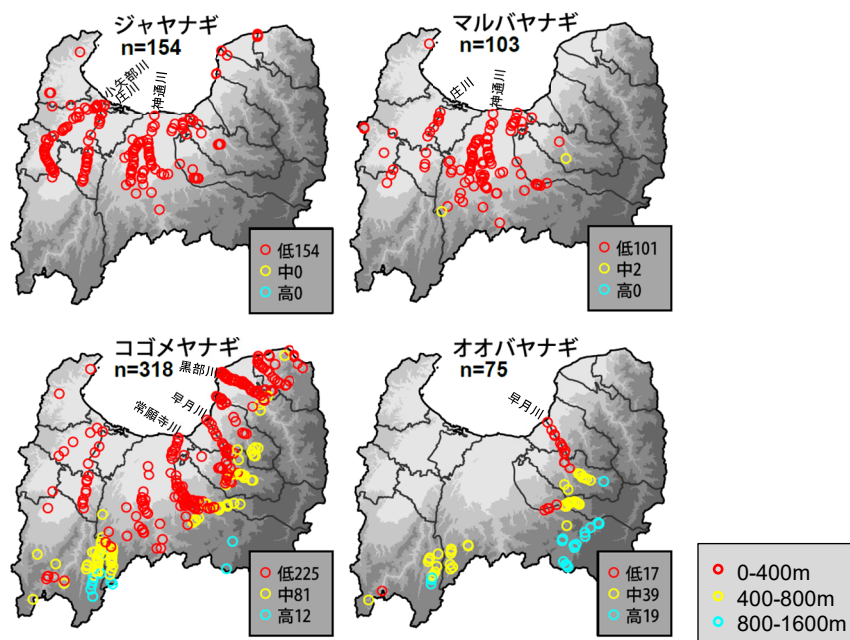 ジャヤナギ
n=154
小矢部川
庄川
神通川
低154
中0
高0
マルバヤナギ
n=103
庄川
神通川
低101
中2
高0
コゴメヤナギ
n=318
黒部川
早月川
常願寺川
低225
中81
高12
オオバヤナギ
n=75
早月川
低17
中39
高19
0-400m
400-800m
800-1600m